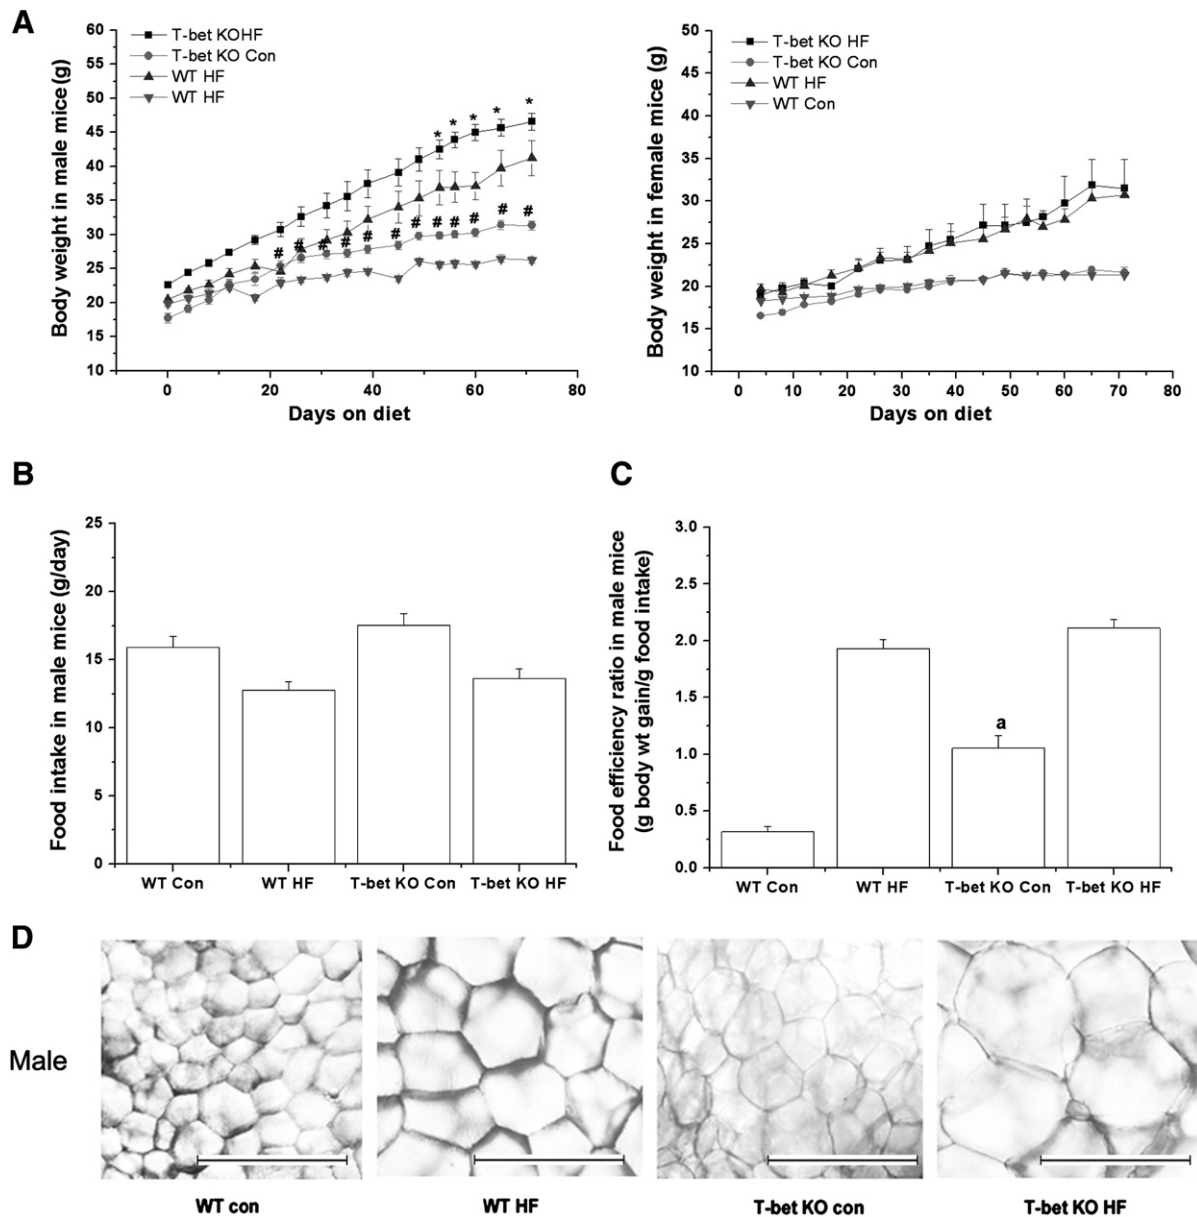 A
T-bet KOHF
T-bet KO Con
WT HF
WT HF
Body weight in male mice (g)
60
55
50
45
40
35
30
25
20
15
10
* * * * *
# # # # # # # # # # #
0 20 40 60 80
Days on diet
T-bet KO HF
T-bet KO Con
WT HF
WT Con
Body weight in female mice (g)
50
45
40
35
30
25
20
15
10
0 10 12 22 30 39 50 60 70 80
Days on diet
B
Food intake in male mice (g/day)
25
20
15
10
5
0
WT Con WT HF T-bet KO Con T-bet KO HF
C
Food efficiency ratio in male mice
(g body wt gain/g food intake)
3.0
2.5
2.0
1.5
1.0
0.5
0.0
a
WT Con WT HF T-bet KO Con T-bet KO HF
D
Male
WT con WT HF T-bet KO con T-bet KO HF